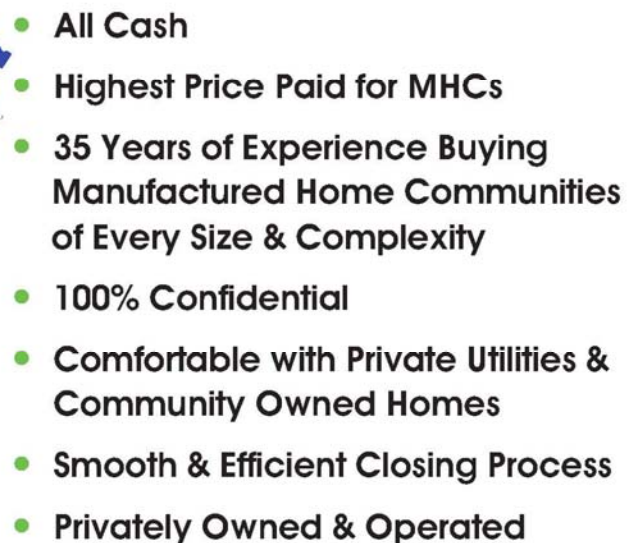 • All Cash
• Highest Price Paid for MHCs
• 35 Years of Experience Buying
Manufactured Home Communities
of Every Size & Complexity
• 100% Confidential
• Comfortable with Private Utilities &
Community Owned Homes
• Smooth & Efficient Closing Process
• Privately Owned & Operated